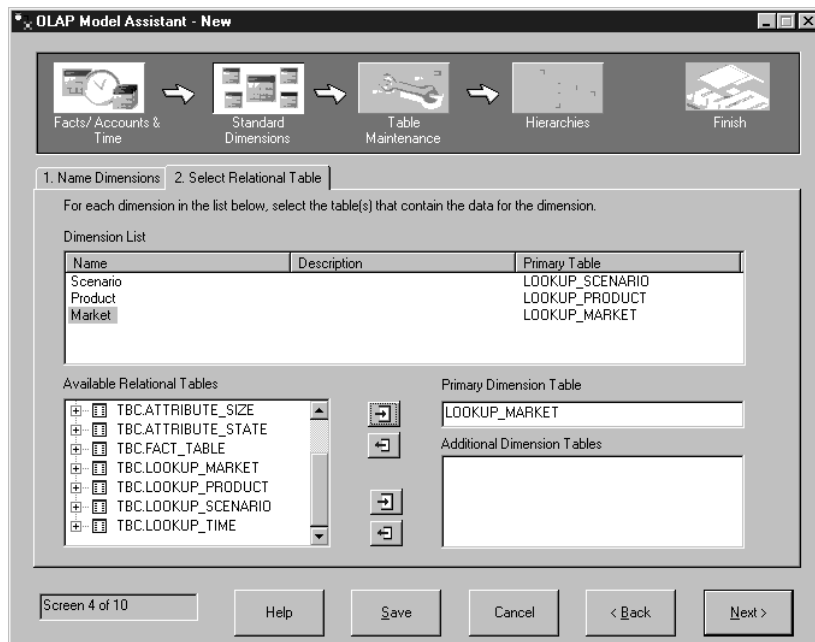 OLAP Model Assistant - New
Facts/ Accounts & Time
Standard Dimensions
Table Maintenance
Hierarchies
Finish
1. Name Dimensions
2. Select Relational Table
For each dimension in the list below, select the table(s) that contain the data for the dimension.
Dimension List
Name Description Primary Table
Scenario LOOKUP_SCENARIO
Product LOOKUP_PRODUCT
Market LOOKUP_MARKET
Available Relational Tables
TBC.ATTRIBUTE_SIZE
TBC.ATTRIBUTE_STATE
TBC.FACT_TABLE
TBC.LOOKUP_MARKET
TBC.LOOKUP_PRODUCT
TBC.LOOKUP_SCENARIO
TBC.LOOKUP_TIME
Primary Dimension Table
LOOKUP_MARKET
Additional Dimension Tables
Screen 4 of 10
Help
Save
Cancel
< Back
Next >